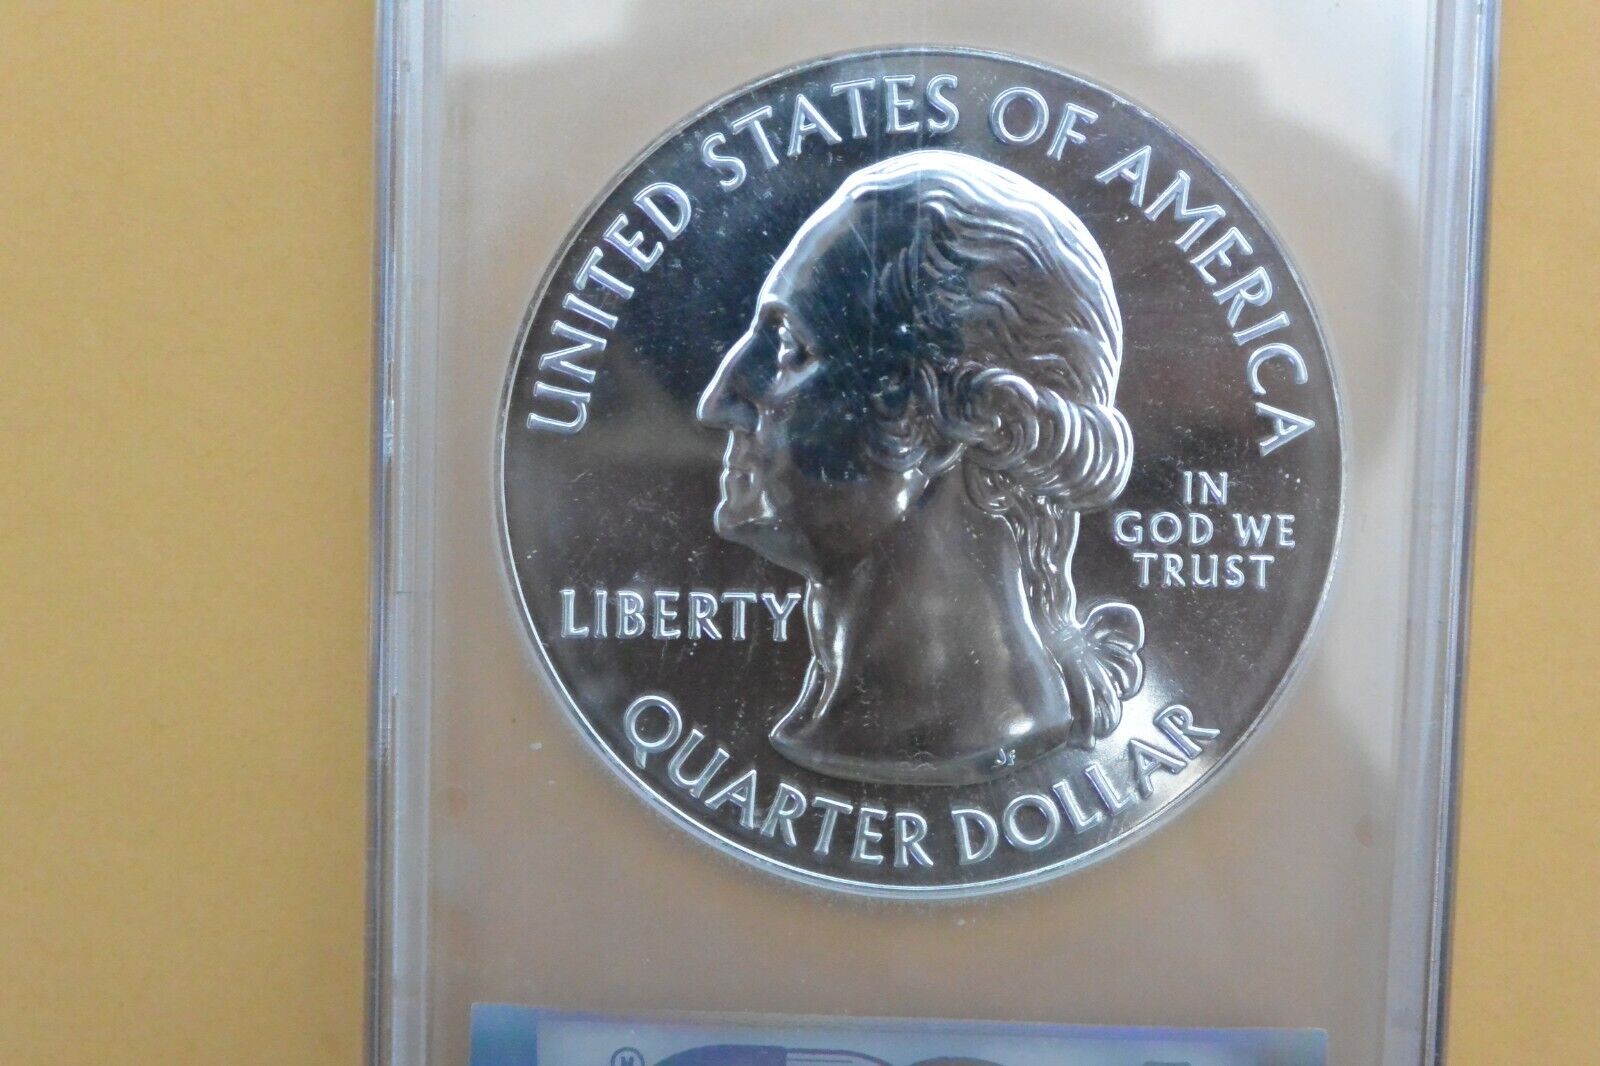 UNITED STATES OF AMERICA
IN
GOD WE
TRUST
LIBERTY
JF
QUARTER DOLLAR